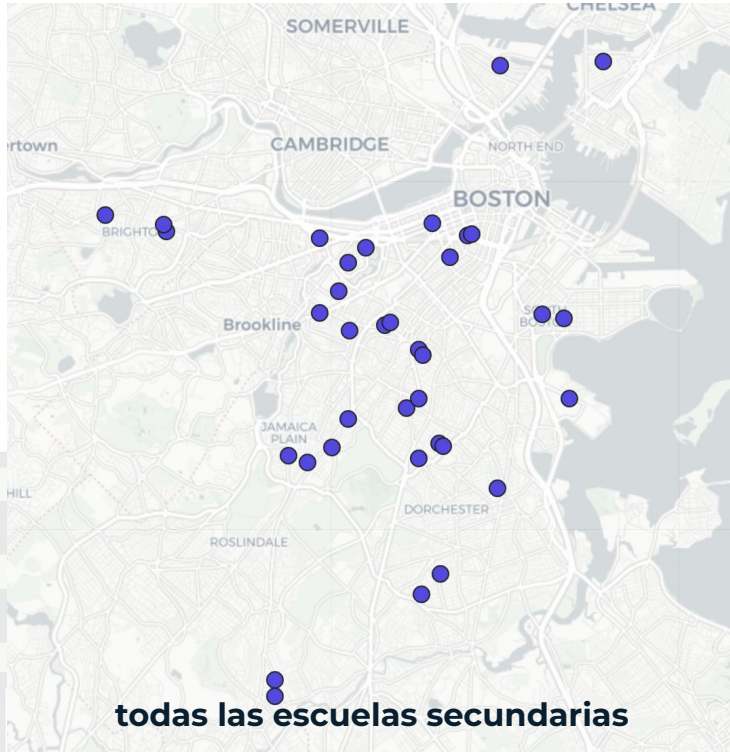 CHELSEA
SOMERVILLE
rtown
CAMBRIDGE
NORTH END
BOSTON
BRIGHTO
SOUTH
BOSTO
Brookline
JAMAICA
PLAIN
HILL
DORCHESTER
ROSLINDALE
todas las escuelas secundarias